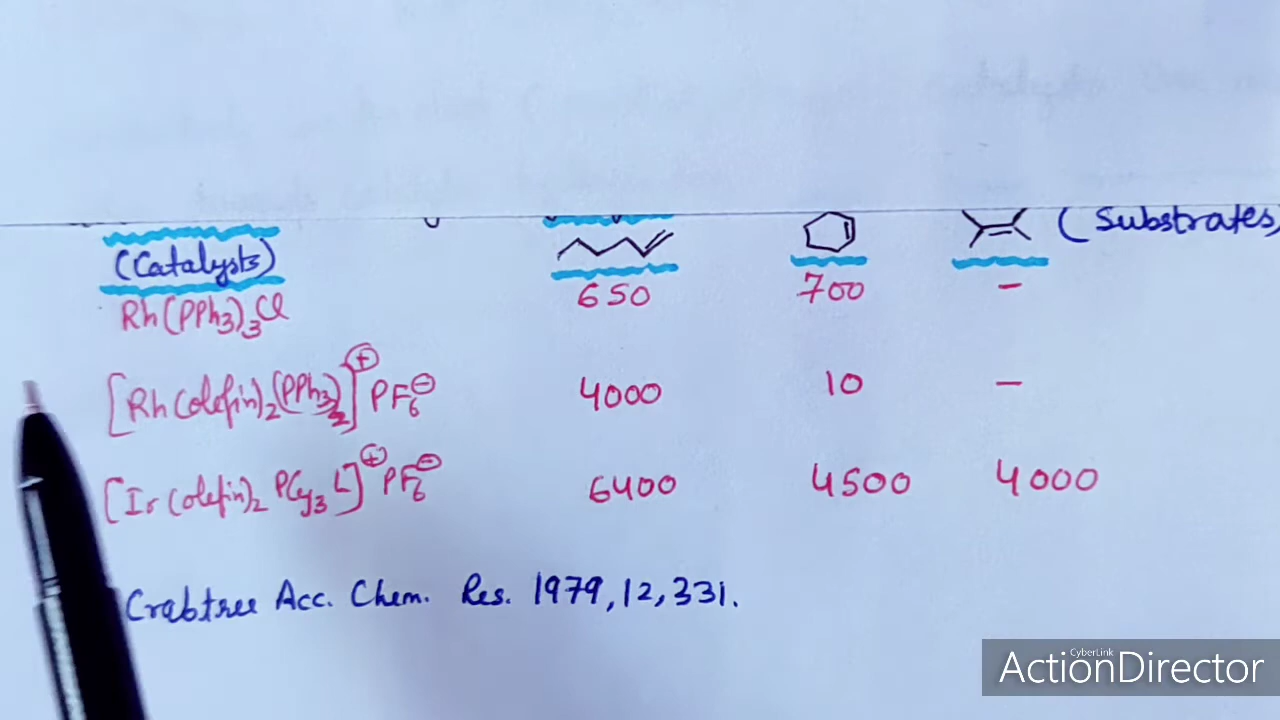 (Substrates)
(Catalysts)
Rh(PPh3)3Cl 650 700 -
[Rh(olefin)2(PPh3)2]⊕ PF6⊖ 4000 10 -
[Ir(olefin)2 PCy3 L]⊕ PF6⊖ 6400 4500 4000
Crabtree Acc. Chem. Res. 1979, 12, 331.
CyberLink
ActionDirector